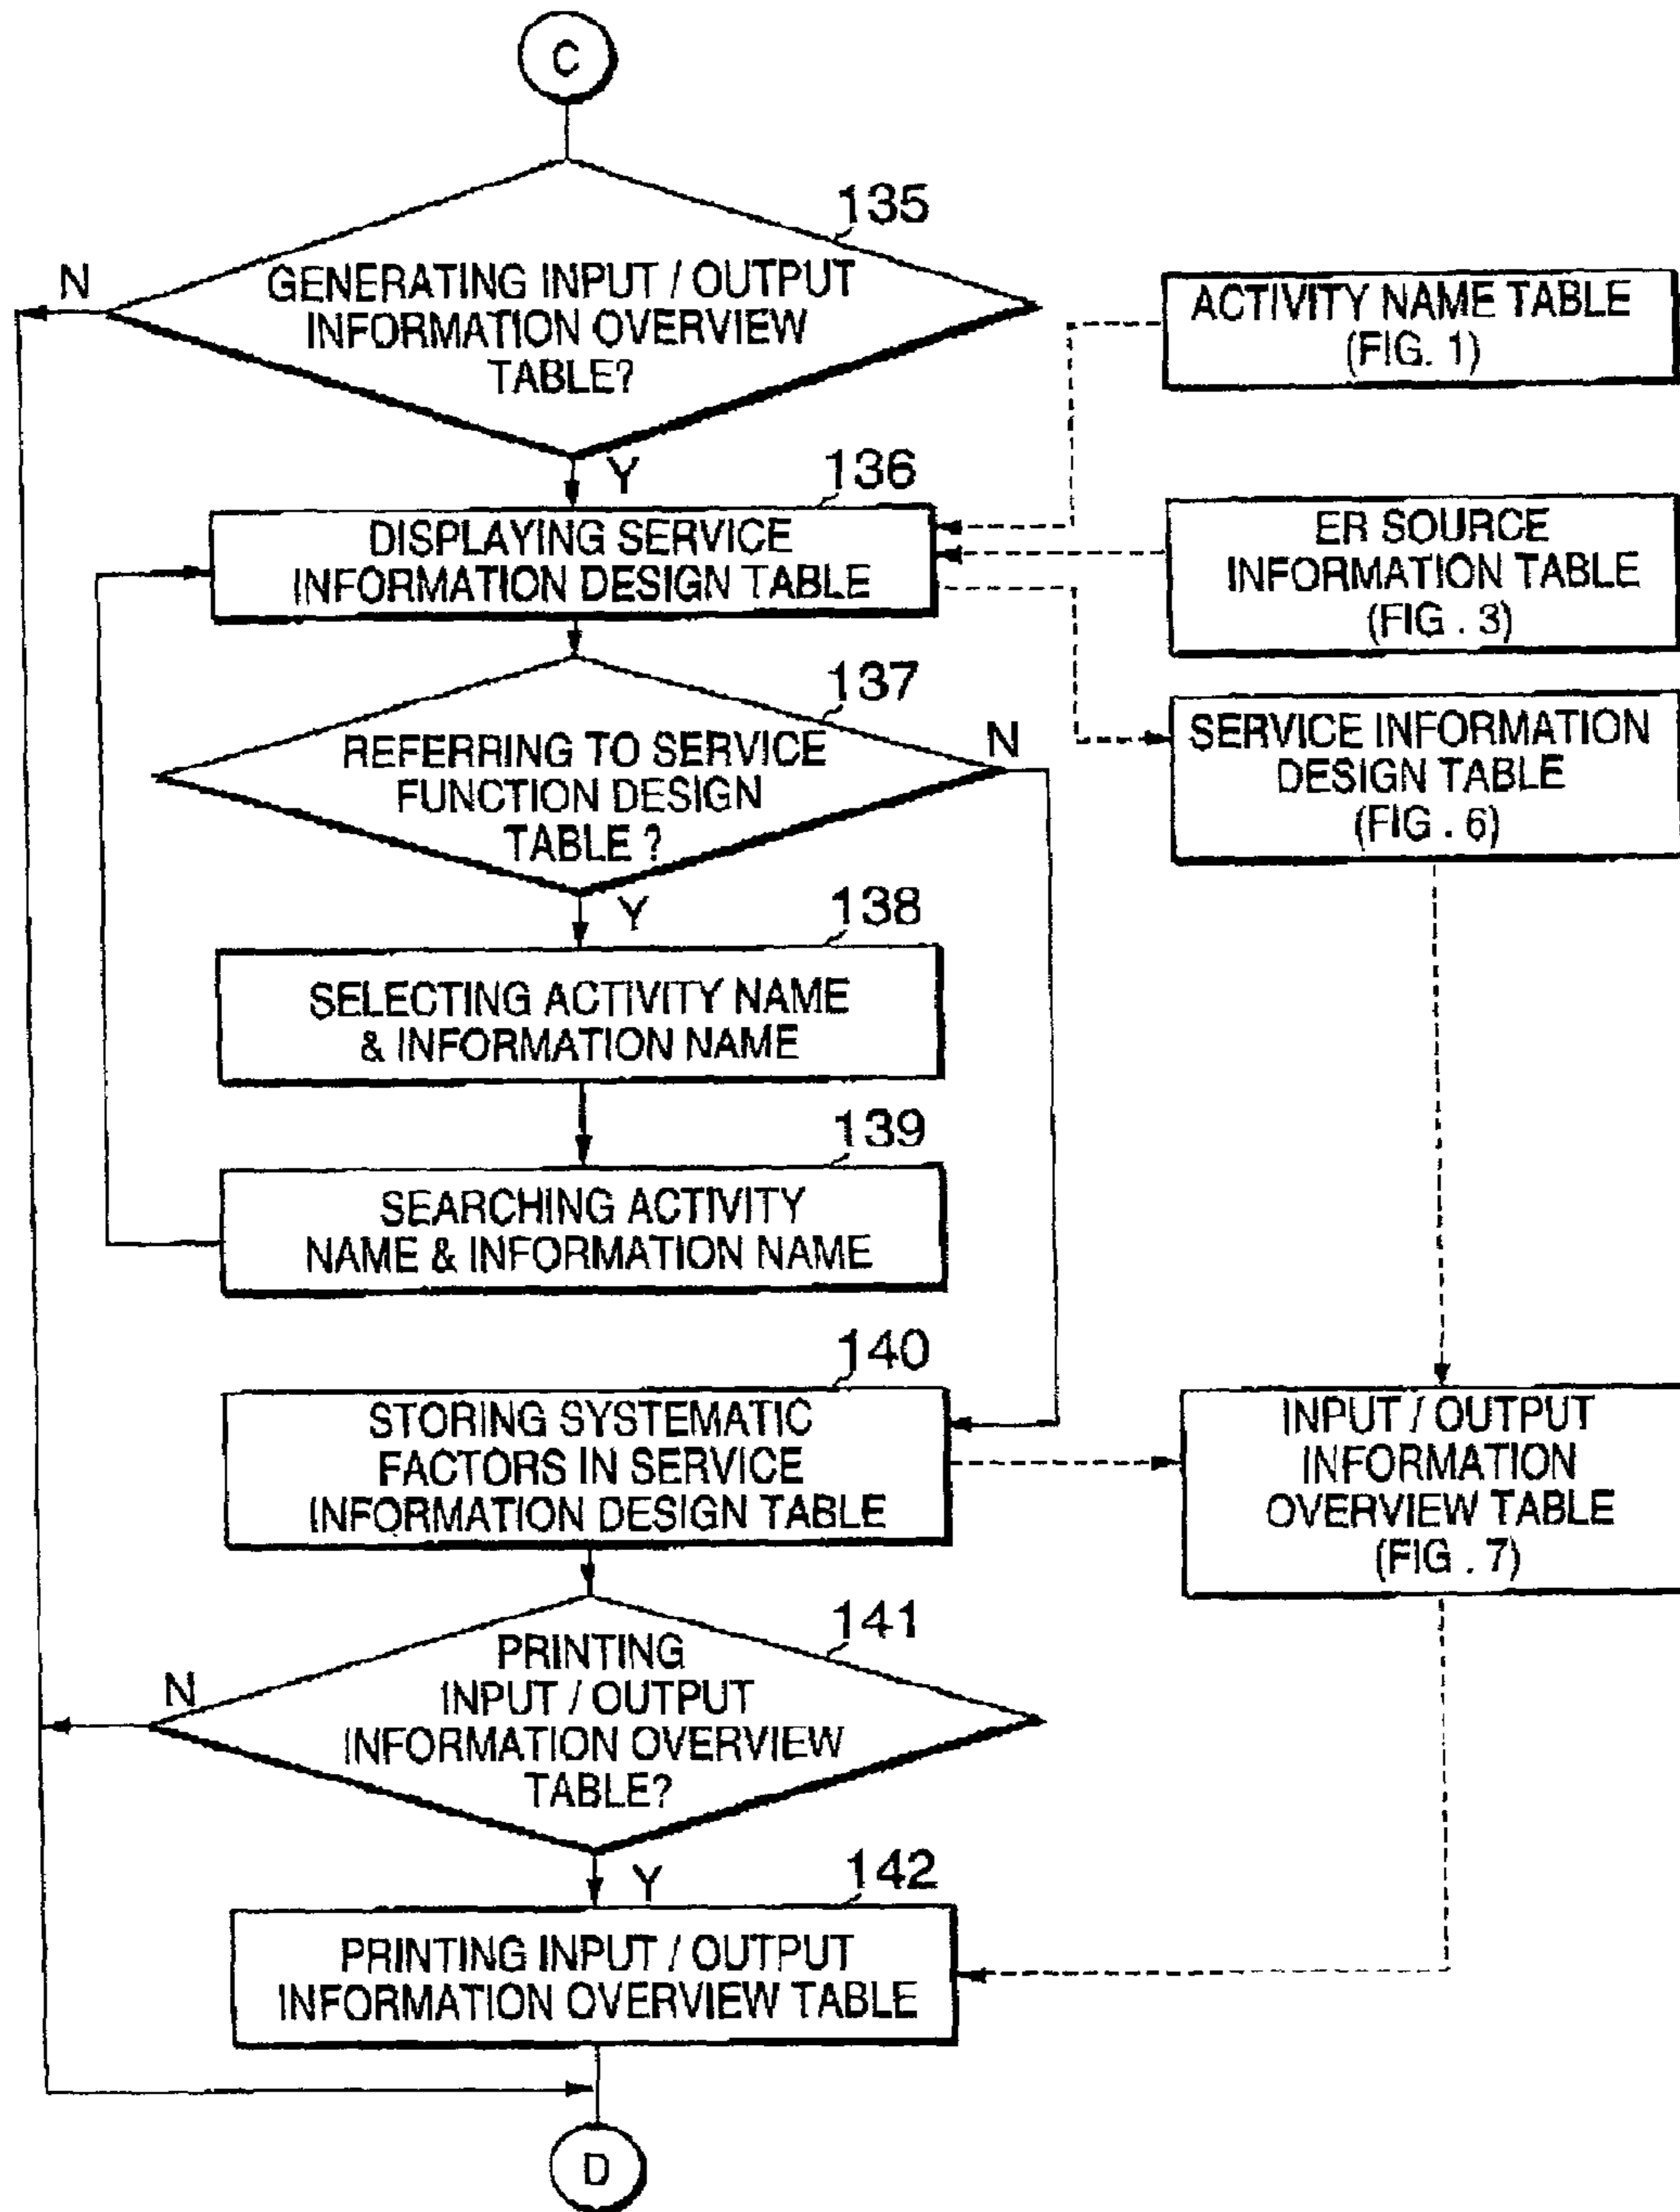 C
135
GENERATING INPUT / OUTPUT
INFORMATION OVERVIEW
TABLE?
N
Y
ACTIVITY NAME TABLE
(FIG. 1)
136
DISPLAYING SERVICE
INFORMATION DESIGN TABLE
ER SOURCE
INFORMATION TABLE
(FIG . 3)
137
REFERRING TO SERVICE
FUNCTION DESIGN
TABLE ?
N
Y
SERVICE INFORMATION
DESIGN TABLE
(FIG . 6)
138
SELECTING ACTIVITY NAME
& INFORMATION NAME
139
SEARCHING ACTIVITY
NAME & INFORMATION NAME
140
STORING SYSTEMATIC
FACTORS IN SERVICE
INFORMATION DESIGN TABLE
INPUT / OUTPUT
INFORMATION
OVERVIEW TABLE
(FIG . 7)
141
PRINTING
INPUT / OUTPUT
INFORMATION OVERVIEW
TABLE?
N
Y
142
PRINTING INPUT / OUTPUT
INFORMATION OVERVIEW TABLE
D